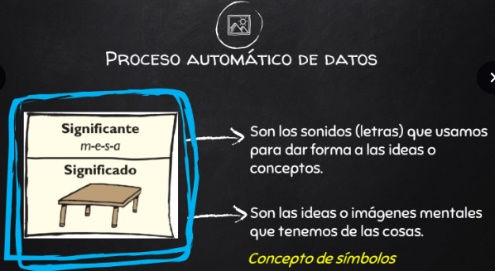 PROCESO AUTOMÁTICO DE DATOS
Significante
m-e-s-a
Significado
Son los sonidos (letras) que usamos
para dar forma a las ideas o
conceptos.
Son las ideas o imágenes mentales
que tenemos de las cosas.
Concepto de símbolos